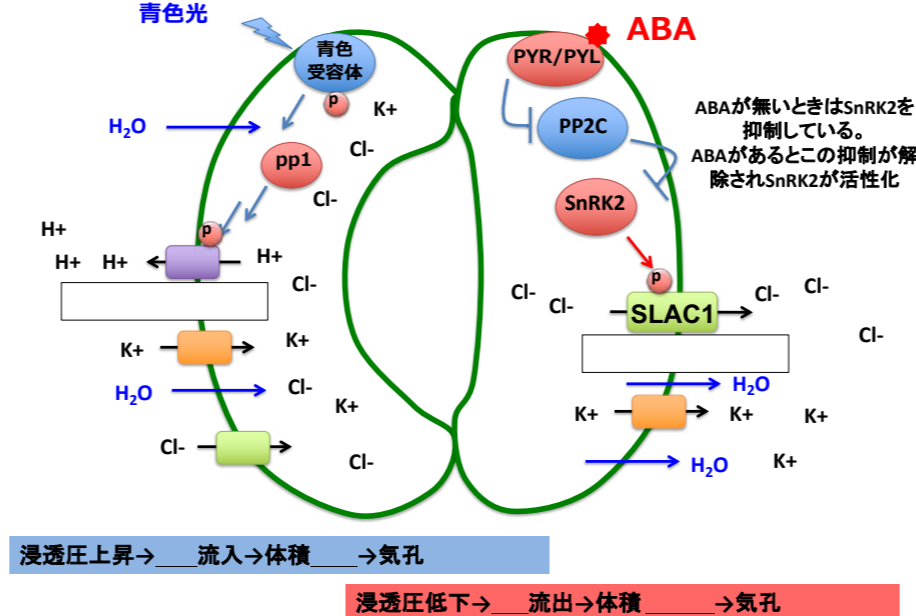 青色光
青色
受容体
p
K+
H₂O
Cl-
pp1
Cl-
p
H+
H+
H+
H+
Cl-
K+
K+
H₂O
Cl-
K+
Cl-
Cl-
ABA
PYR/PYL
PP2C
ABAが無いときはSnRK2を
抑制している。
ABAがあるとこの抑制が解
除されSnRK2が活性化
SnRK2
p
Cl-
Cl-
SLAC1
Cl-
Cl-
Cl-
H₂O
K+
K+
K+
H₂O
K+
浸透圧上昇→___流入→体積____→気孔
浸透圧低下→___流出→体積______→気孔